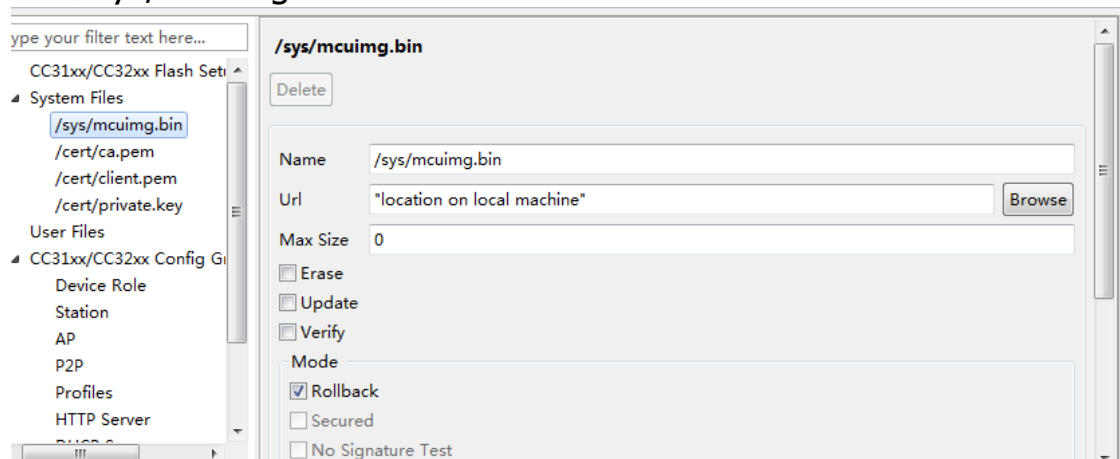 ype your filter text here...
CC31xx/CC32xx Flash Setu
System Files
/sys/mcuimg.bin
/cert/ca.pem
/cert/client.pem
/cert/private.key
User Files
CC31xx/CC32xx Config Gr
Device Role
Station
AP
P2P
Profiles
HTTP Server
/sys/mcuimg.bin
Delete
Name /sys/mcuimg.bin
Url "location on local machine" Browse
Max Size 0
Erase
Update
Verify
Mode
Rollback
Secured
No Signature Test